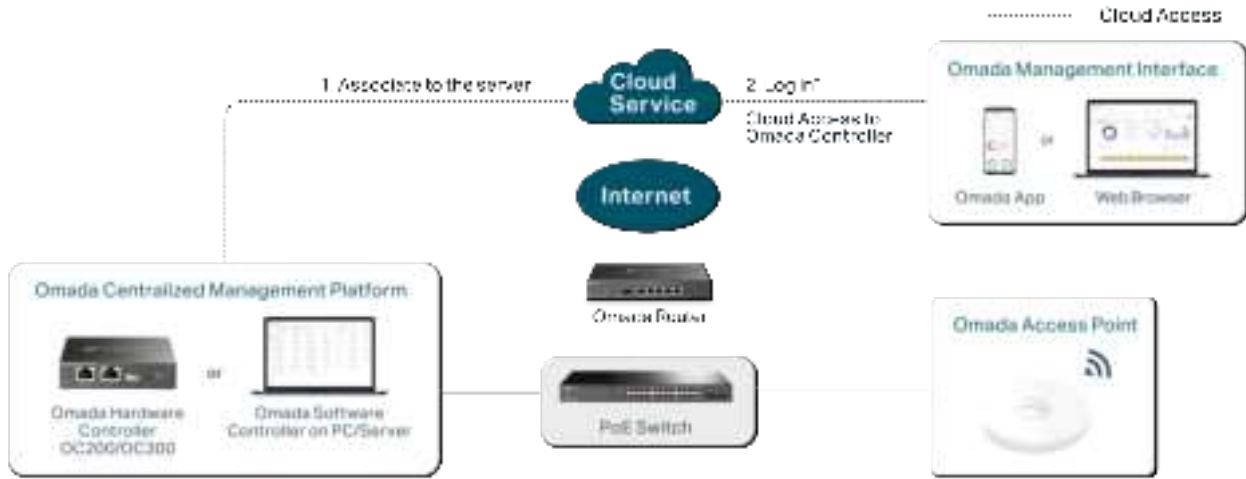 Cloud Access
1. Associate to the server
Cloud
Service
2. Log in*
Cloud Access to
Omada Controller
Omada Management Interface
or
Omada App
Web Browser
Internet
Omada Centralized Management Platform
or
Omada Hardware
Controller
OC200/OC300
Omada Software
Controller on PC/Server
Omada Router
PoE Switch
Omada Access Point